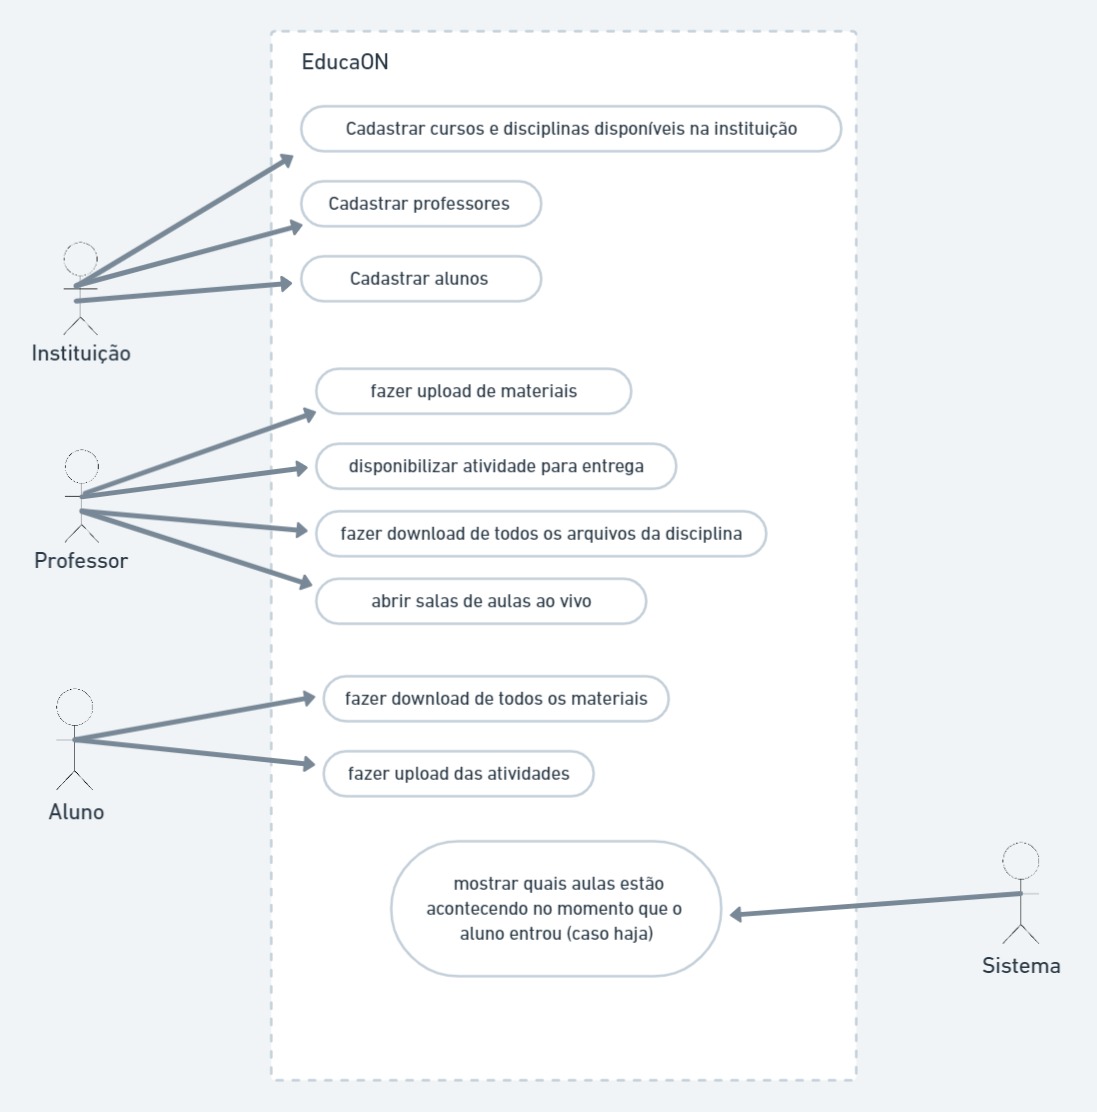 EducaON
Cadastrar cursos e disciplinas disponíveis na instituição
Cadastrar professores
Cadastrar alunos
Instituição
fazer upload de materiais
disponibilizar atividade para entrega
fazer download de todos os arquivos da disciplina
Professor
abrir salas de aulas ao vivo
fazer download de todos os materiais
fazer upload das atividades
Aluno
mostrar quais aulas estão
acontecendo no momento que o
aluno entrou (caso haja)
Sistema